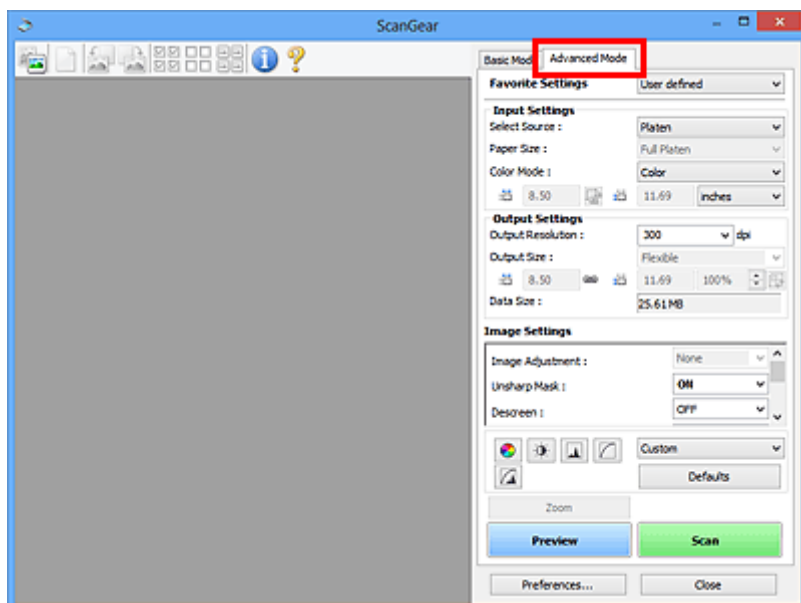 ScanGear
Basic Mod Advanced Mode
Favorite Settings User defined
Input Settings
Select Source : Platen
Paper Size : Full Platen
Color Mode : Color
8.50 11.69 inches
Output Settings
Output Resolution : 300 dpi
Output Size : Flexible
8.50 11.69 100%
Data Size : 25.61MB
Image Settings
Image Adjustment : None
Unsharp Mask : ON
Descreen : OFF
Custom
Defaults
Zoom
Preview Scan
Preferences... Close